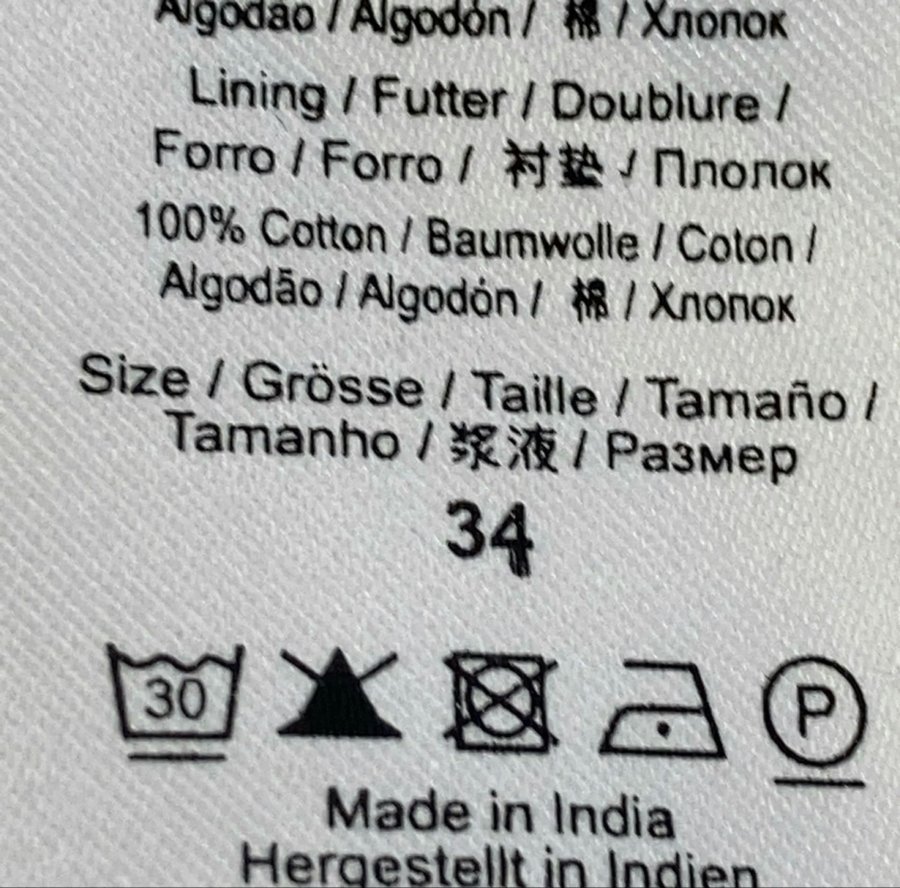 Algodão / Algodón / 棉 / Хлопок
Lining / Futter / Doublure /
Forro / Forro / 衬垫 / Плопок
100% Cotton / Baumwolle / Coton /
Algodão / Algodón / 棉 / Хлопок
Size / Grösse / Taille / Tamaño /
Tamanho / 浆液 / Размер
34
30 P
Made in India
Hergestellt in Indien